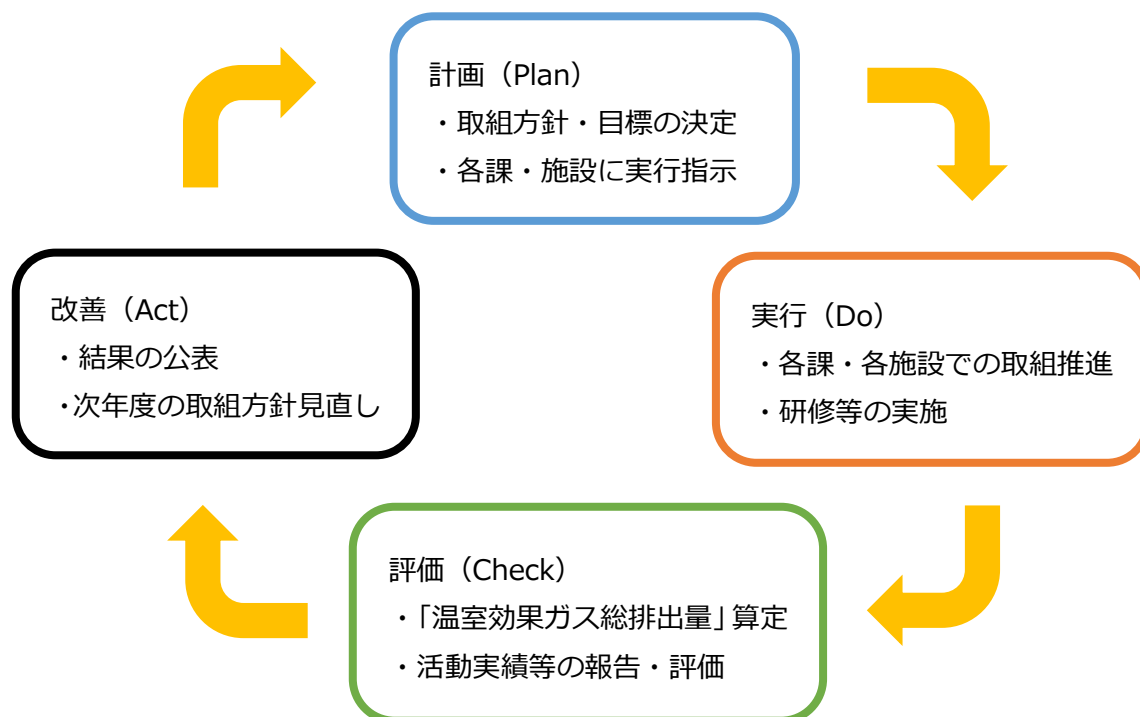 計画（Plan）
・取組方針・目標の決定
・各課・施設に実行指示
改善（Act）
・結果の公表
・次年度の取組方針見直し
実行（Do）
・各課・各施設での取組推進
・研修等の実施
評価（Check）
・「温室効果ガス総排出量」算定
・活動実績等の報告・評価